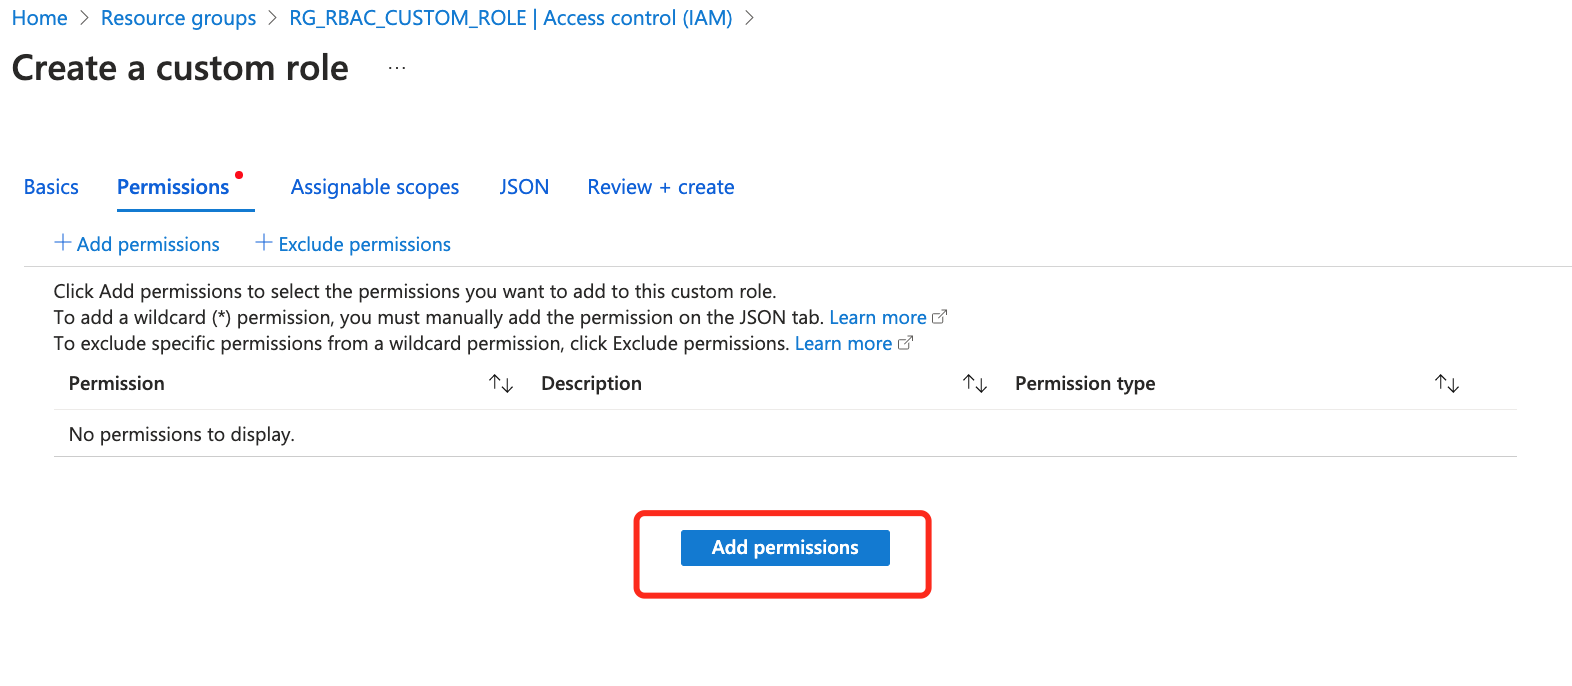 Home > Resource groups > RG_RBAC_CUSTOM_ROLE | Access control (IAM) >
Create a custom role ...
Basics Permissions Assignable scopes JSON Review + create
+ Add permissions + Exclude permissions
Click Add permissions to select the permissions you want to add to this custom role.
To add a wildcard (*) permission, you must manually add the permission on the JSON tab. Learn more
To exclude specific permissions from a wildcard permission, click Exclude permissions. Learn more
Permission ↑↓ Description ↑↓ Permission type ↑↓
No permissions to display.
Add permissions